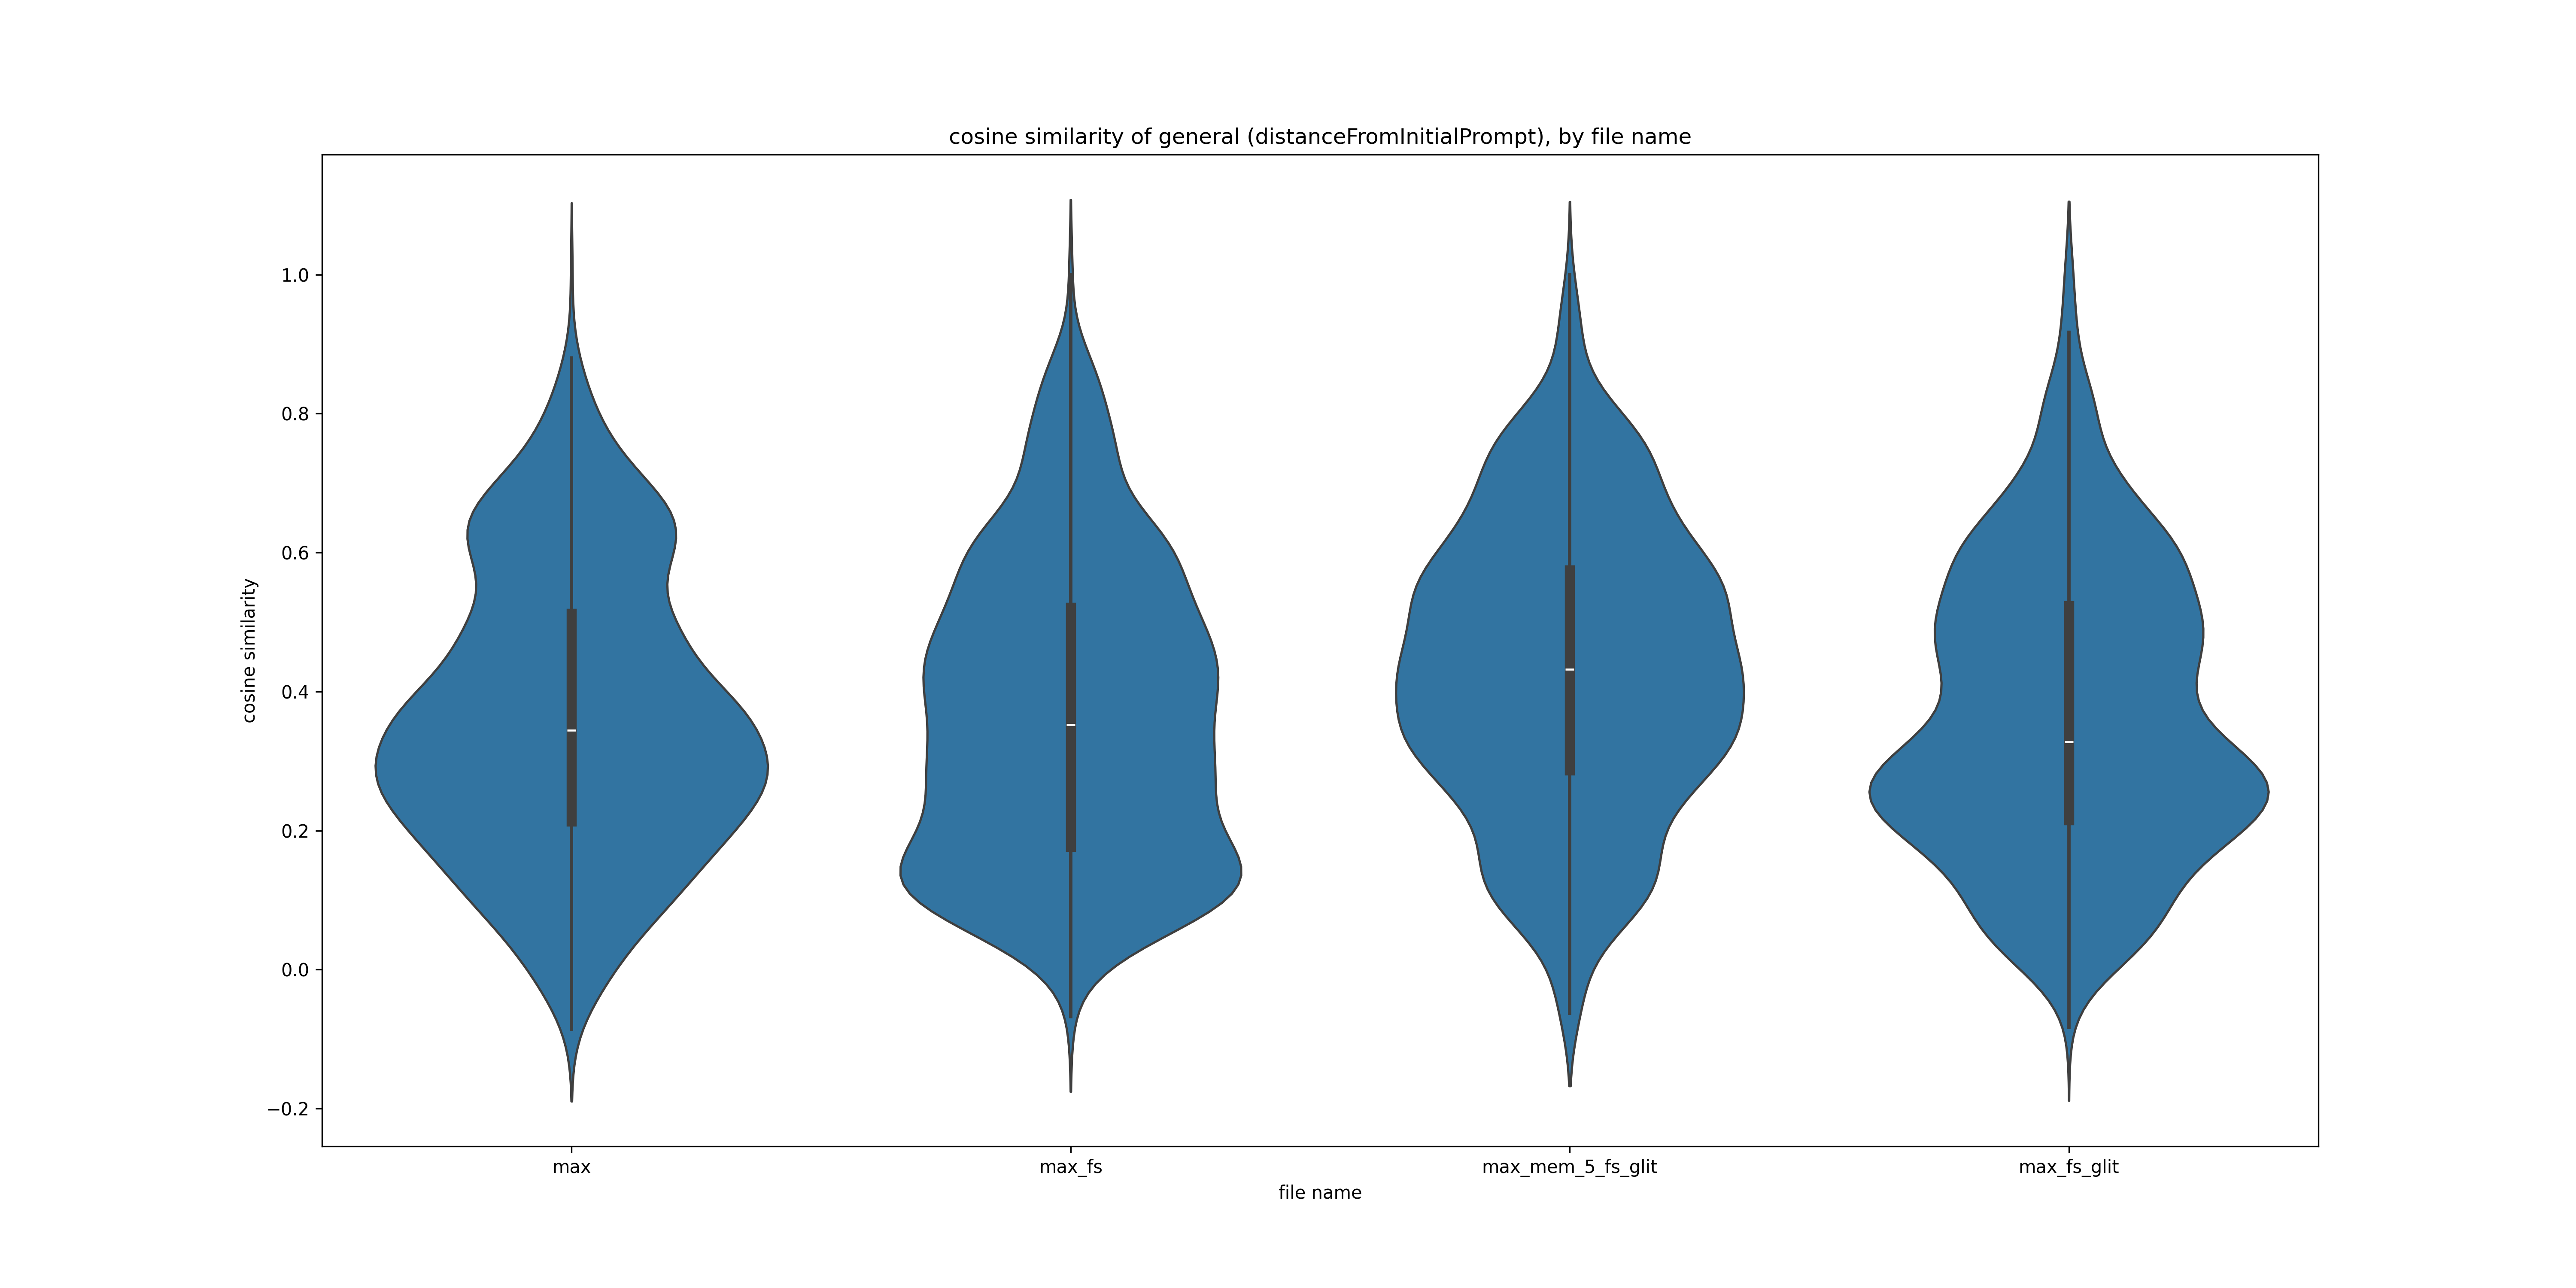 cosine similarity of general (distanceFromInitialPrompt), by file name
cosine similarity
1.0
0.8
0.6
0.4
0.2
0.0
−0.2
max
max_fs
max_mem_5_fs_glit
max_fs_glit
file name